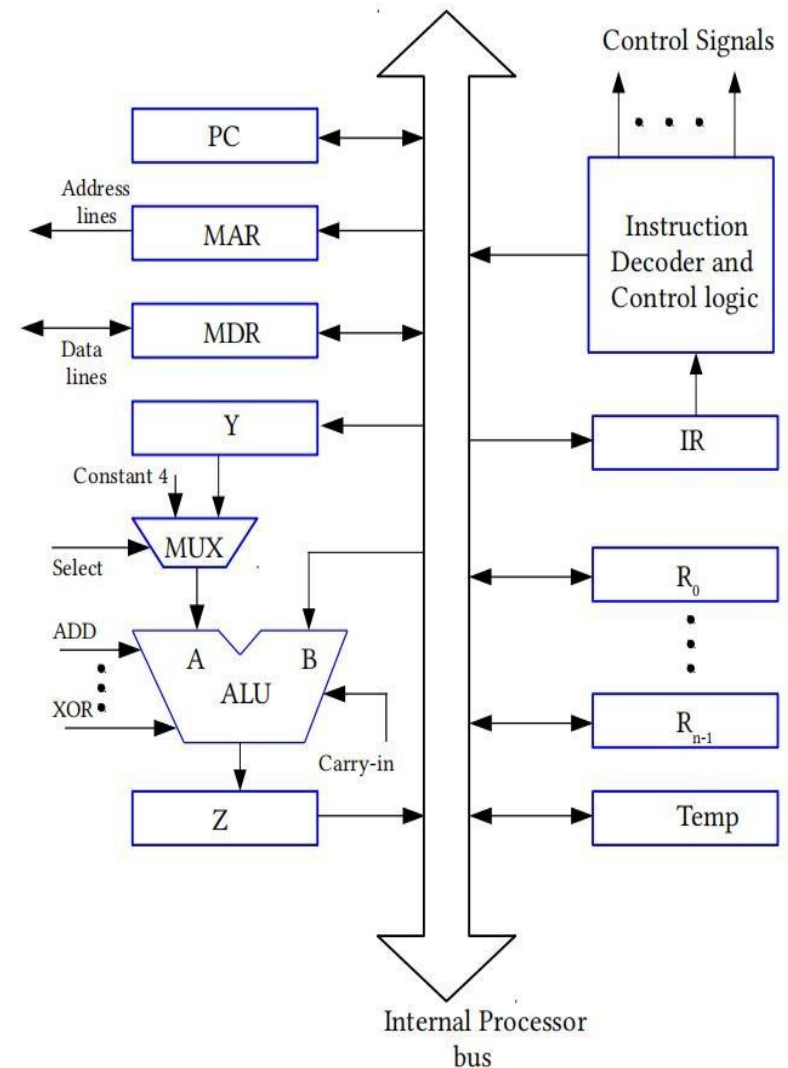 Control Signals
PC
Address
lines
MAR
Instruction
Decoder and
Control logic
MDR
Data
lines
Y
IR
Constant 4
MUX
Select
R0
ADD
A
B
ALU
XOR
Rn-1
Carry-in
Z
Temp
Internal Processor
bus